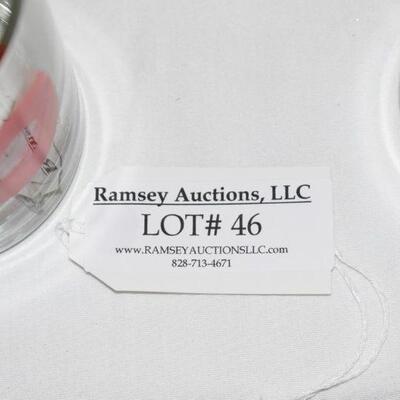 Ramsey Auctions, LLC
LOT# 46
www.RAMSEYAUCTIONSLLC.com
828-713-4671